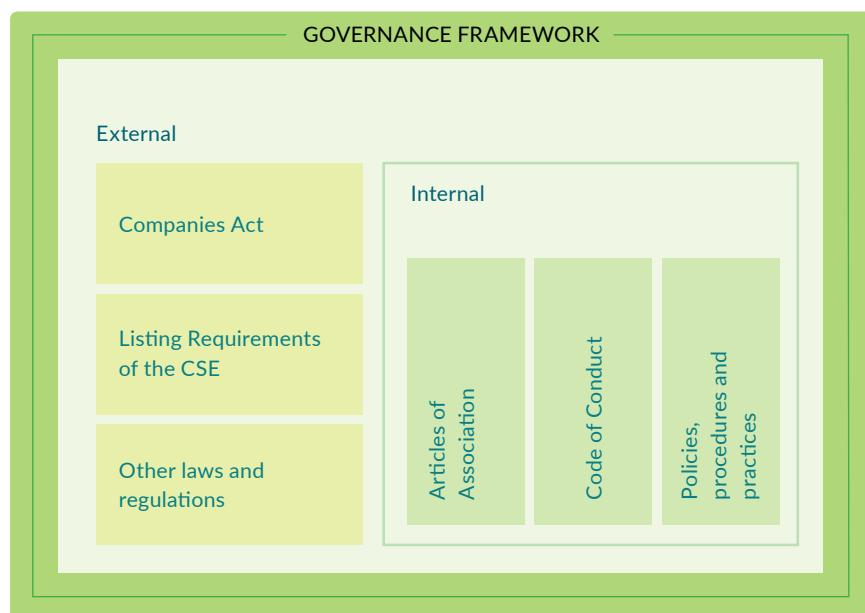 GOVERNANCE FRAMEWORK
External
Companies Act
Listing Requirements
of the CSE
Other laws and
regulations
Internal
Articles of
Association
Code of Conduct
Policies,
procedures and
practices